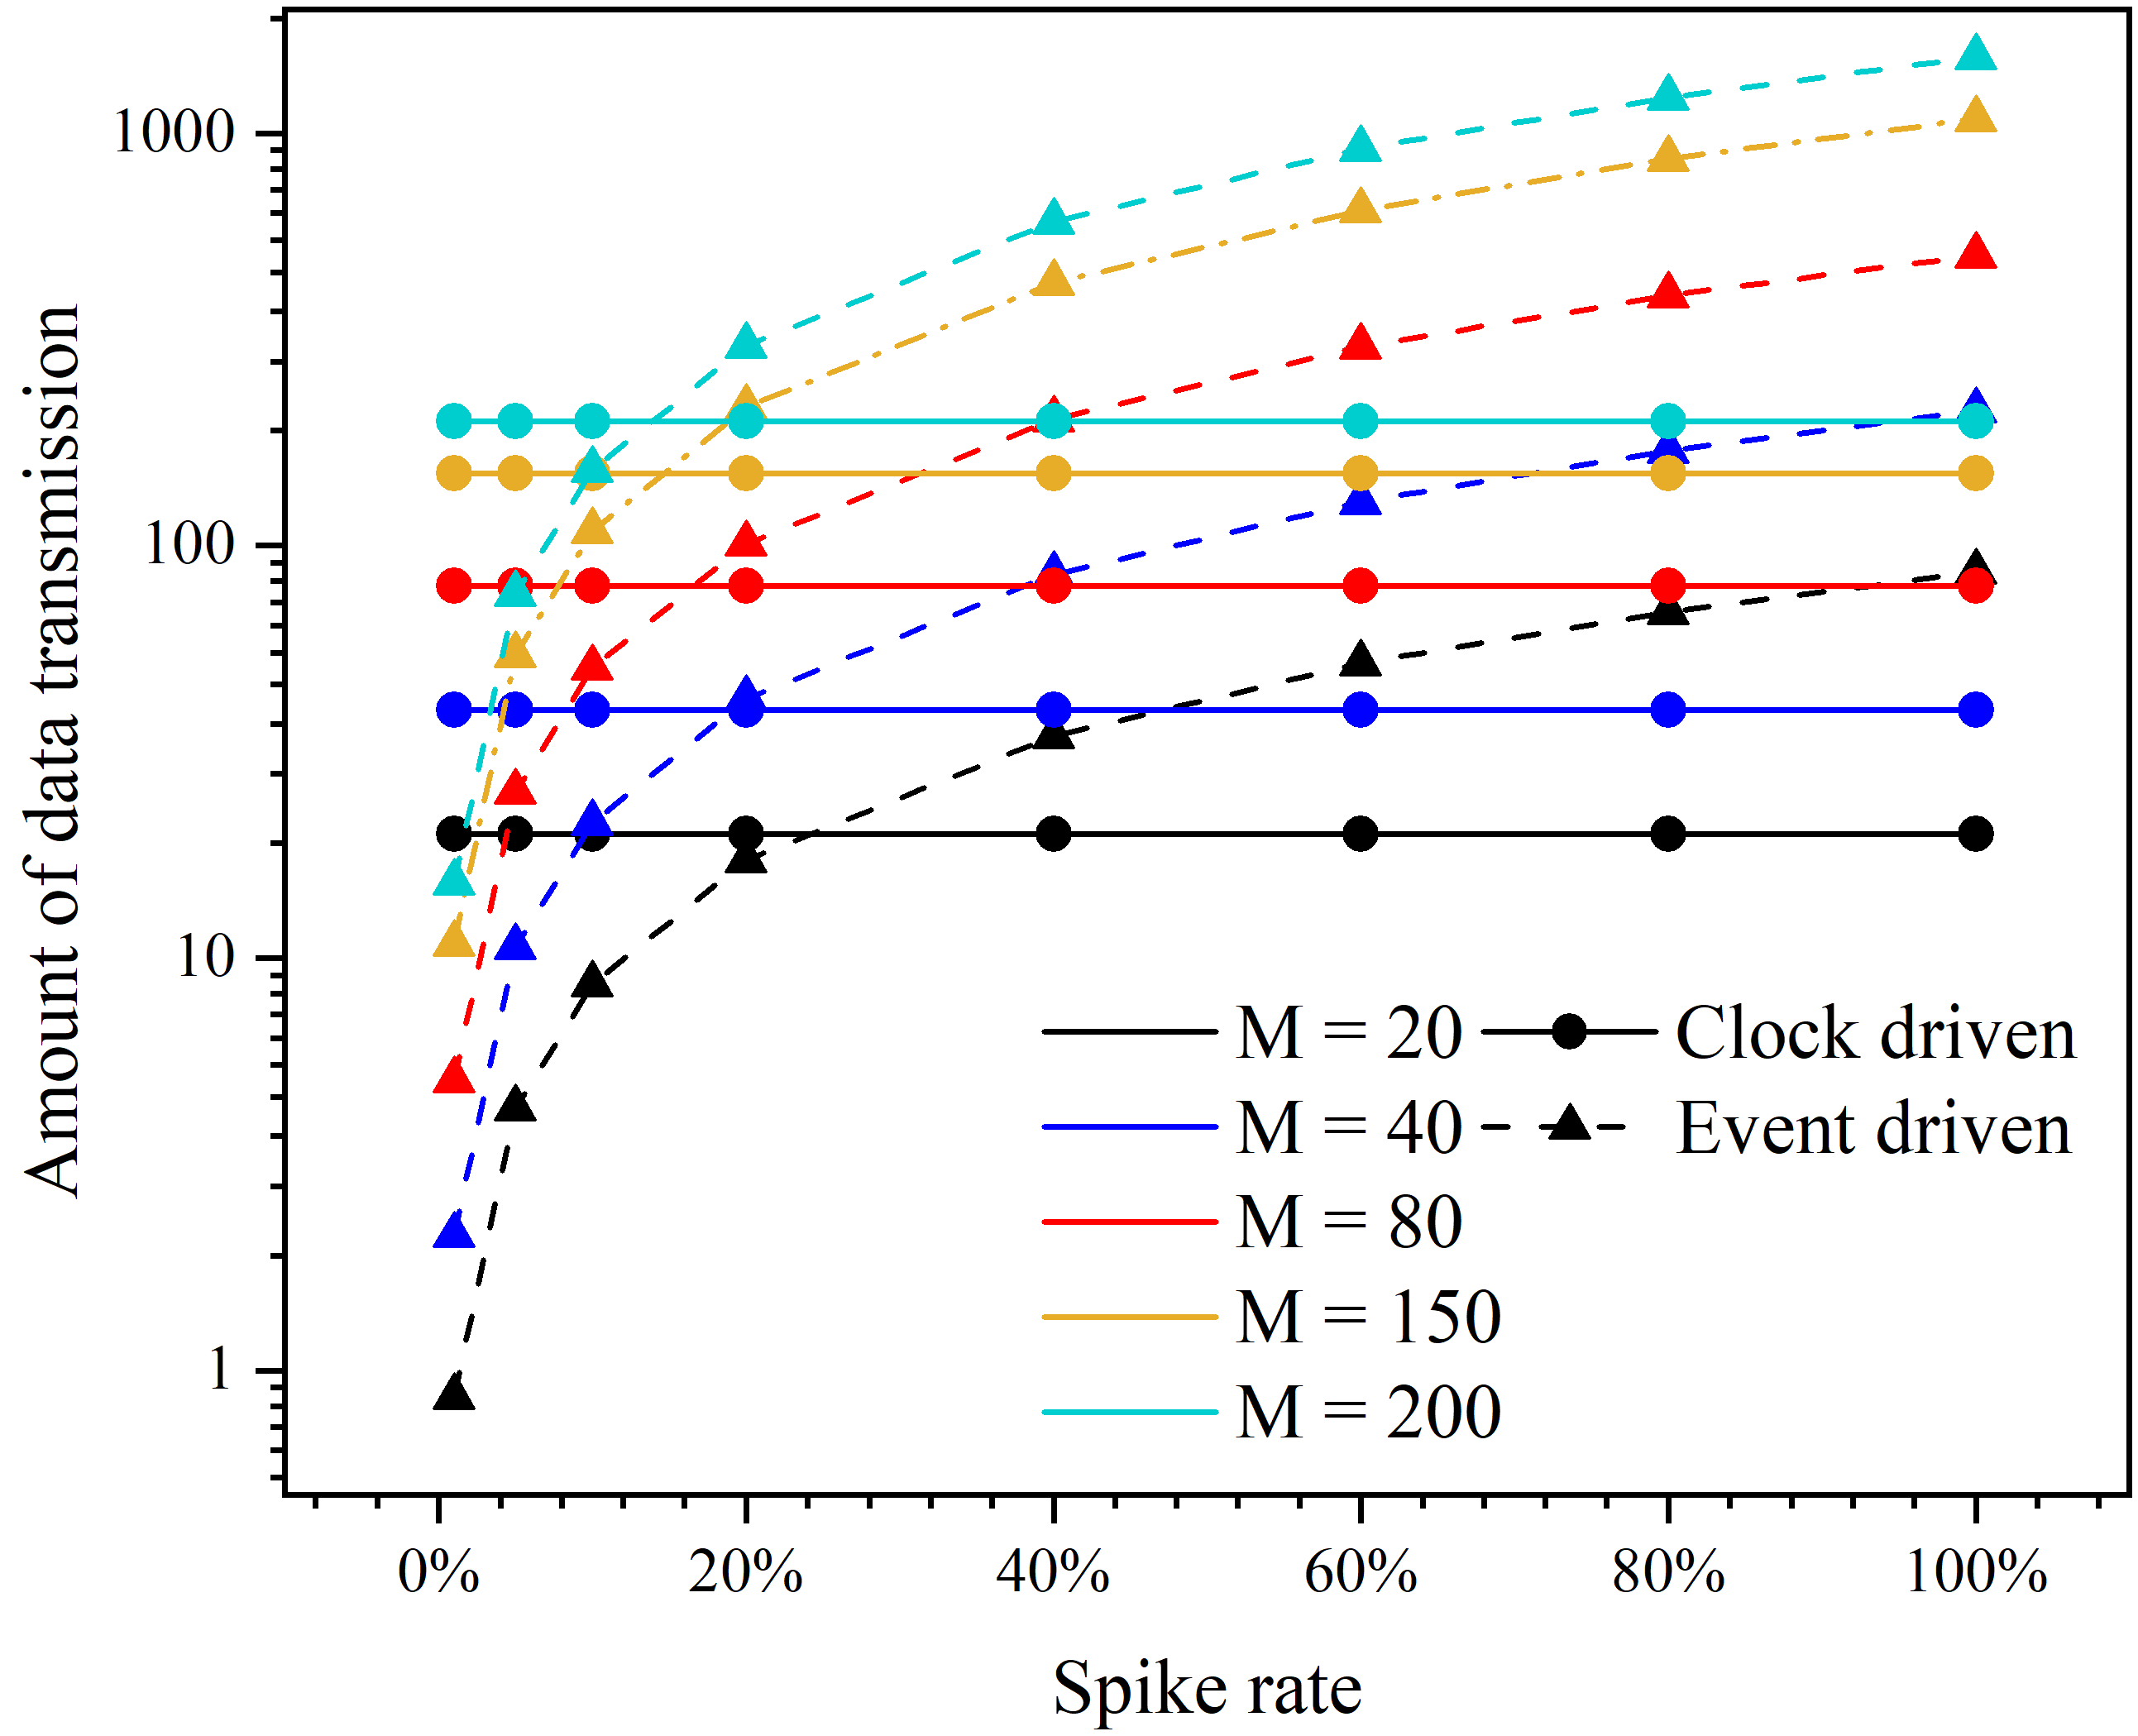 Amount of data transmission
1000
100
10
1
M = 20 Clock driven
M = 40 Event driven
M = 80
M = 150
M = 200
0% 20% 40% 60% 80% 100%
Spike rate